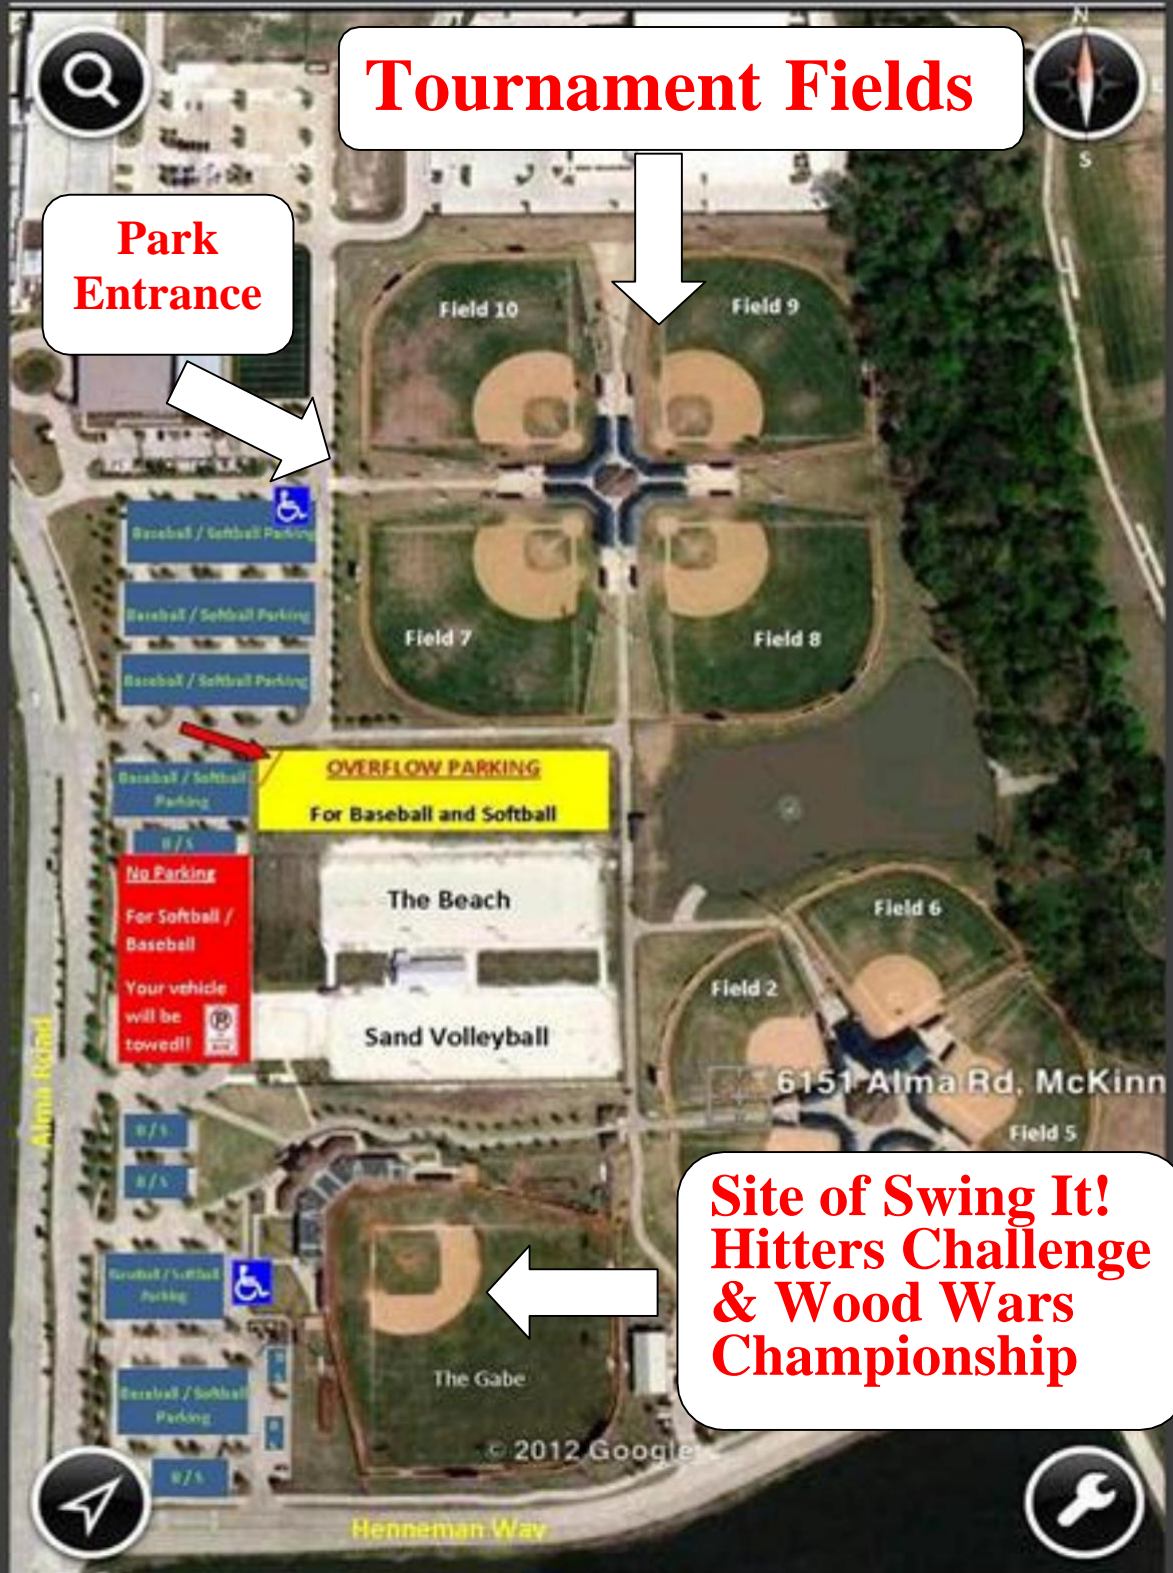 N
Tournament Fields
S
Park
Entrance
Field 10
Field 9
Baseball / Softball Parking
Baseball / Softball Parking
Field 7
Field 8
Baseball / Softball Parking
OVERFLOW PARKING
For Baseball and Softball
Baseball / Softball
Parking
B / S
No Parking
For Softball /
Baseball
Your vehicle
will be
towed!!
The Beach
Sand Volleyball
Field 6
Field 2
6151 Alma Rd, McKinn
Field 5
Alma Road
B / S
B / S
Site of Swing It!
Hitters Challenge
& Wood Wars
Championship
Baseball / Softball
Parking
The Gabe
Baseball / Softball
Parking
© 2012 Google
B / S
Henneman Way